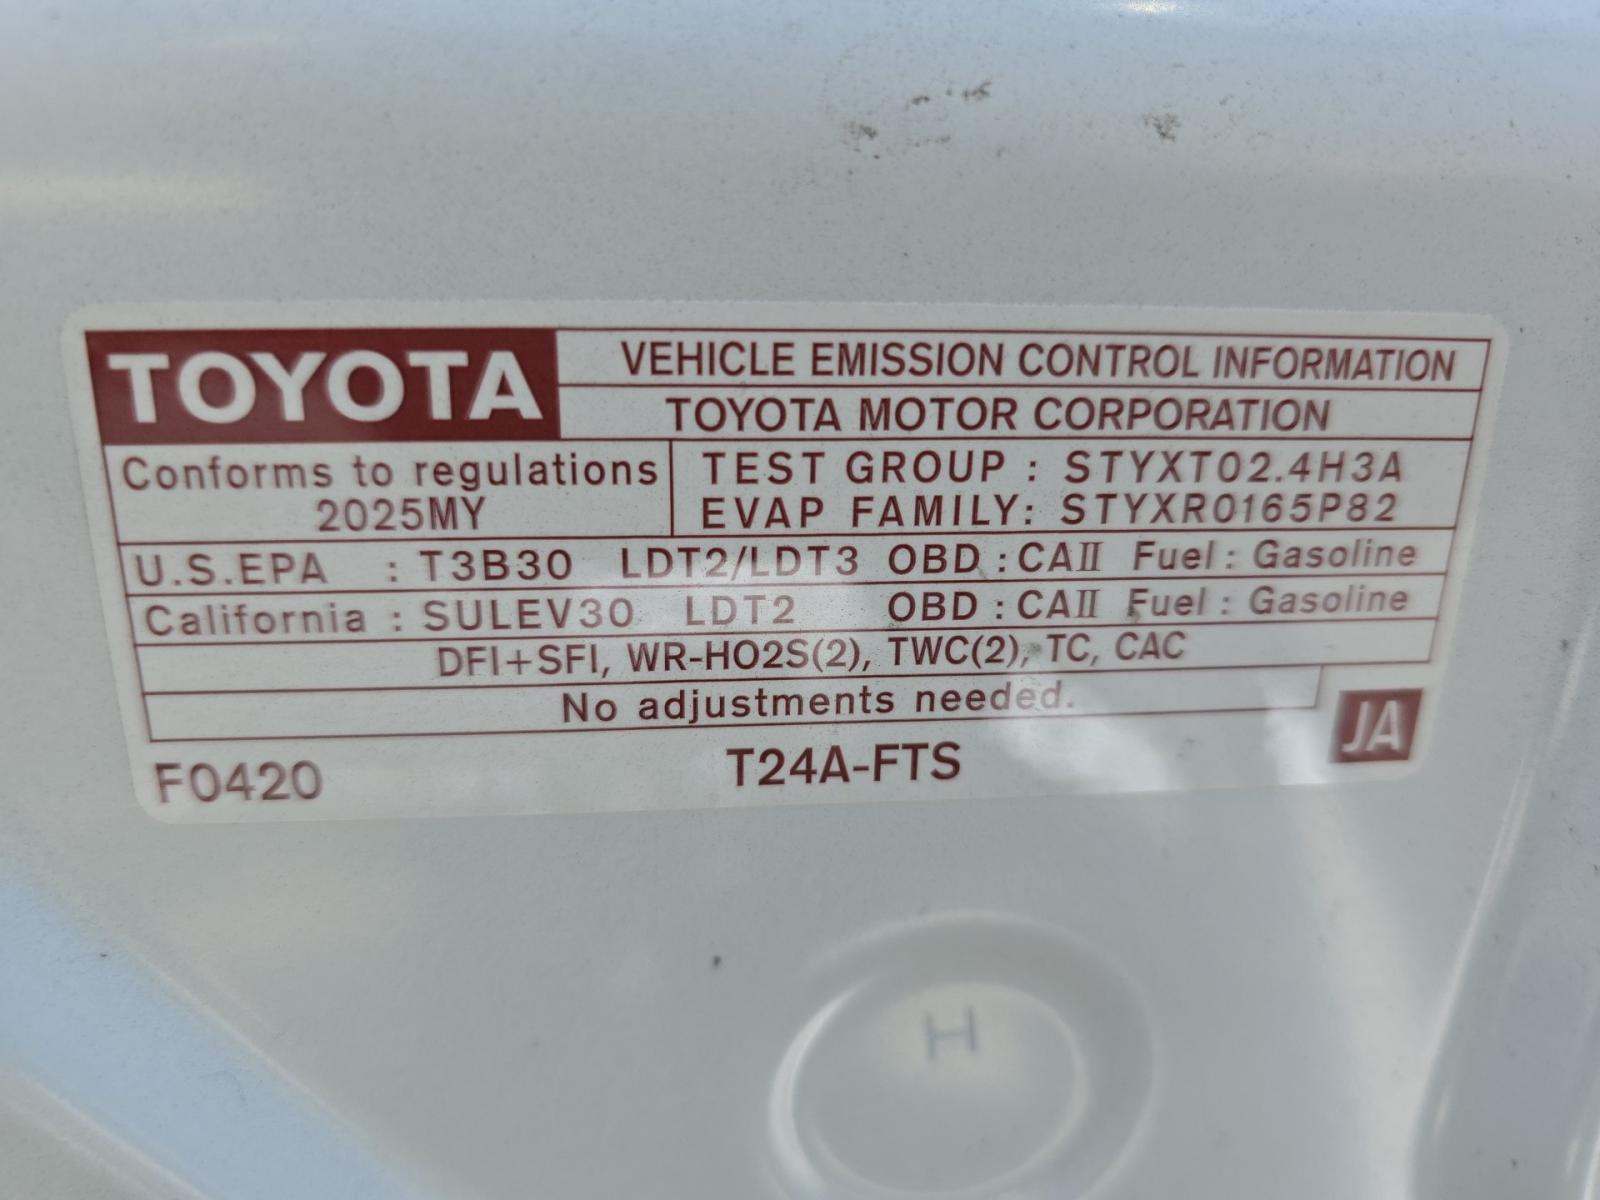 TOYOTA
VEHICLE EMISSION CONTROL INFORMATION
TOYOTA MOTOR CORPORATION
Conforms to regulations
2025MY
TEST GROUP : STYXT02.4H3A
EVAP FAMILY: STYXR0165P82
U.S.EPA : T3B30 LDT2/LDT3 OBD : CAII Fuel : Gasoline
California : SULEV30 LDT2 OBD : CAII Fuel : Gasoline
DFI+SFI, WR-HO2S(2), TWC(2), TC, CAC
No adjustments needed.
JA
F0420
T24A-FTS
H